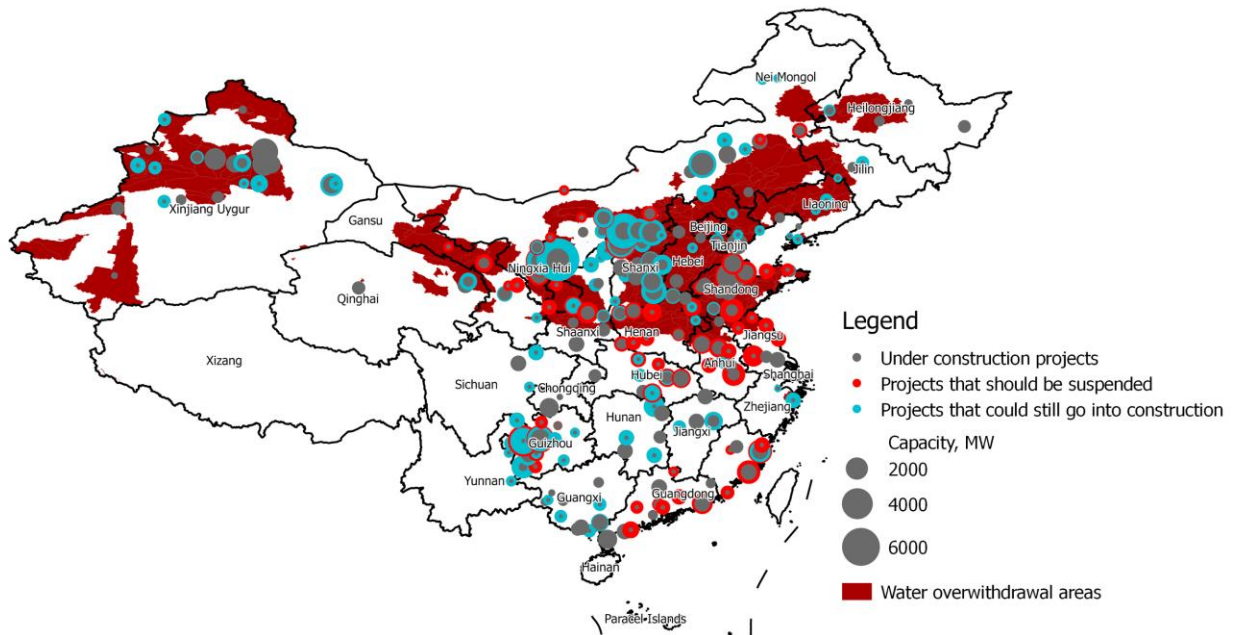 Nei Mongol
Heilongjiang
Jilin
Xinjiang Uygur
Liaoning
Gansu
Beijing
Tianjin
Ningxia Hui
Shanxi
Hebei
Qinghai
Shandong
Shaanxi
Henan
Jiangsu
Xizang
Anhui
Hubei
Shanghai
Sichuan
Chongqing
Zhejiang
Hunan
Jiangxi
Guizhou
Yunnan
Guangxi
Guangdong
Hainan
Paracel Islands
Legend
Under construction projects
Projects that should be suspended
Projects that could still go into construction
Capacity, MW
2000
4000
6000
Water overwithdrawal areas